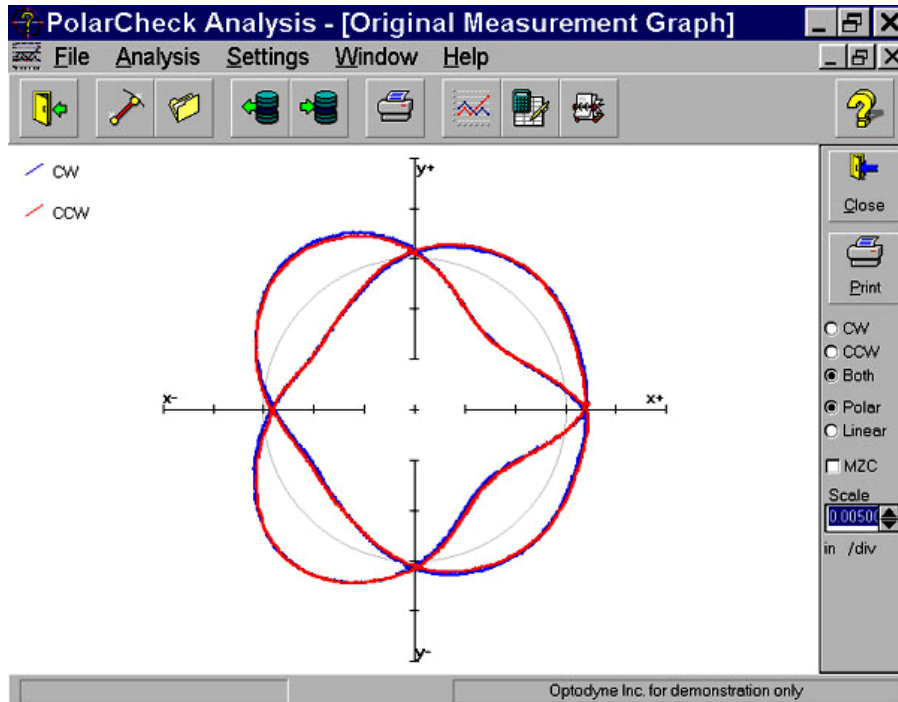 PolarCheck Analysis - [Original Measurement Graph]
File Analysis Settings Window Help
CW
CCW
y+
x-
x+
y-
Close
Print
CW
CCW
Both
Polar
Linear
MZC
Scale
in /div
Optodyne Inc. for demonstration only